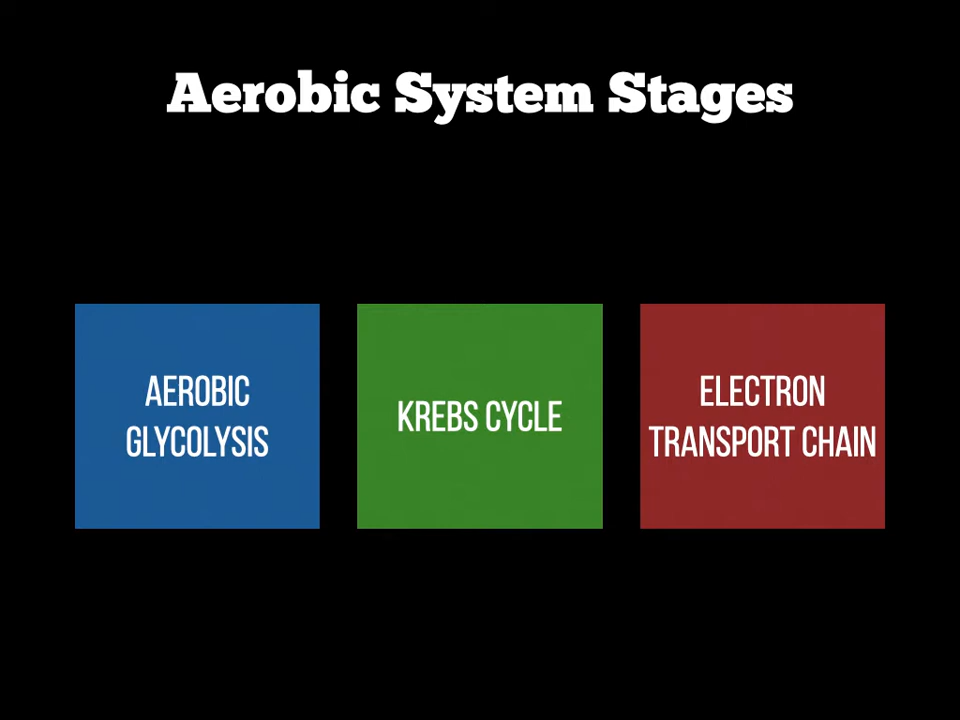 Aerobic System Stages
AEROBIC
GLYCOLYSIS
KREBS CYCLE
ELECTRON
TRANSPORT CHAIN